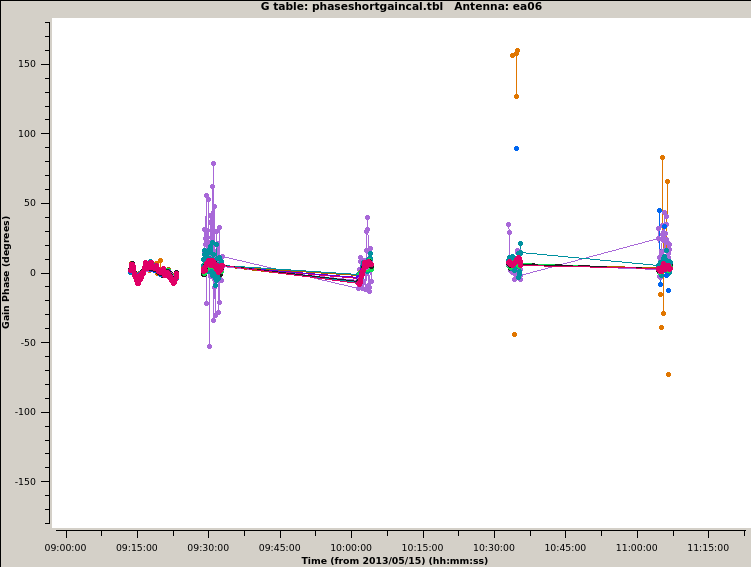 G table: phaseshortgaincal.tbl   Antenna: ea06
150
100
50
0
-50
-100
-150
Gain Phase (degrees)
09:00:00 09:15:00 09:30:00 09:45:00 10:00:00 10:15:00 10:30:00 10:45:00 11:00:00 11:15:00
Time (from 2013/05/15) (hh:mm:ss)